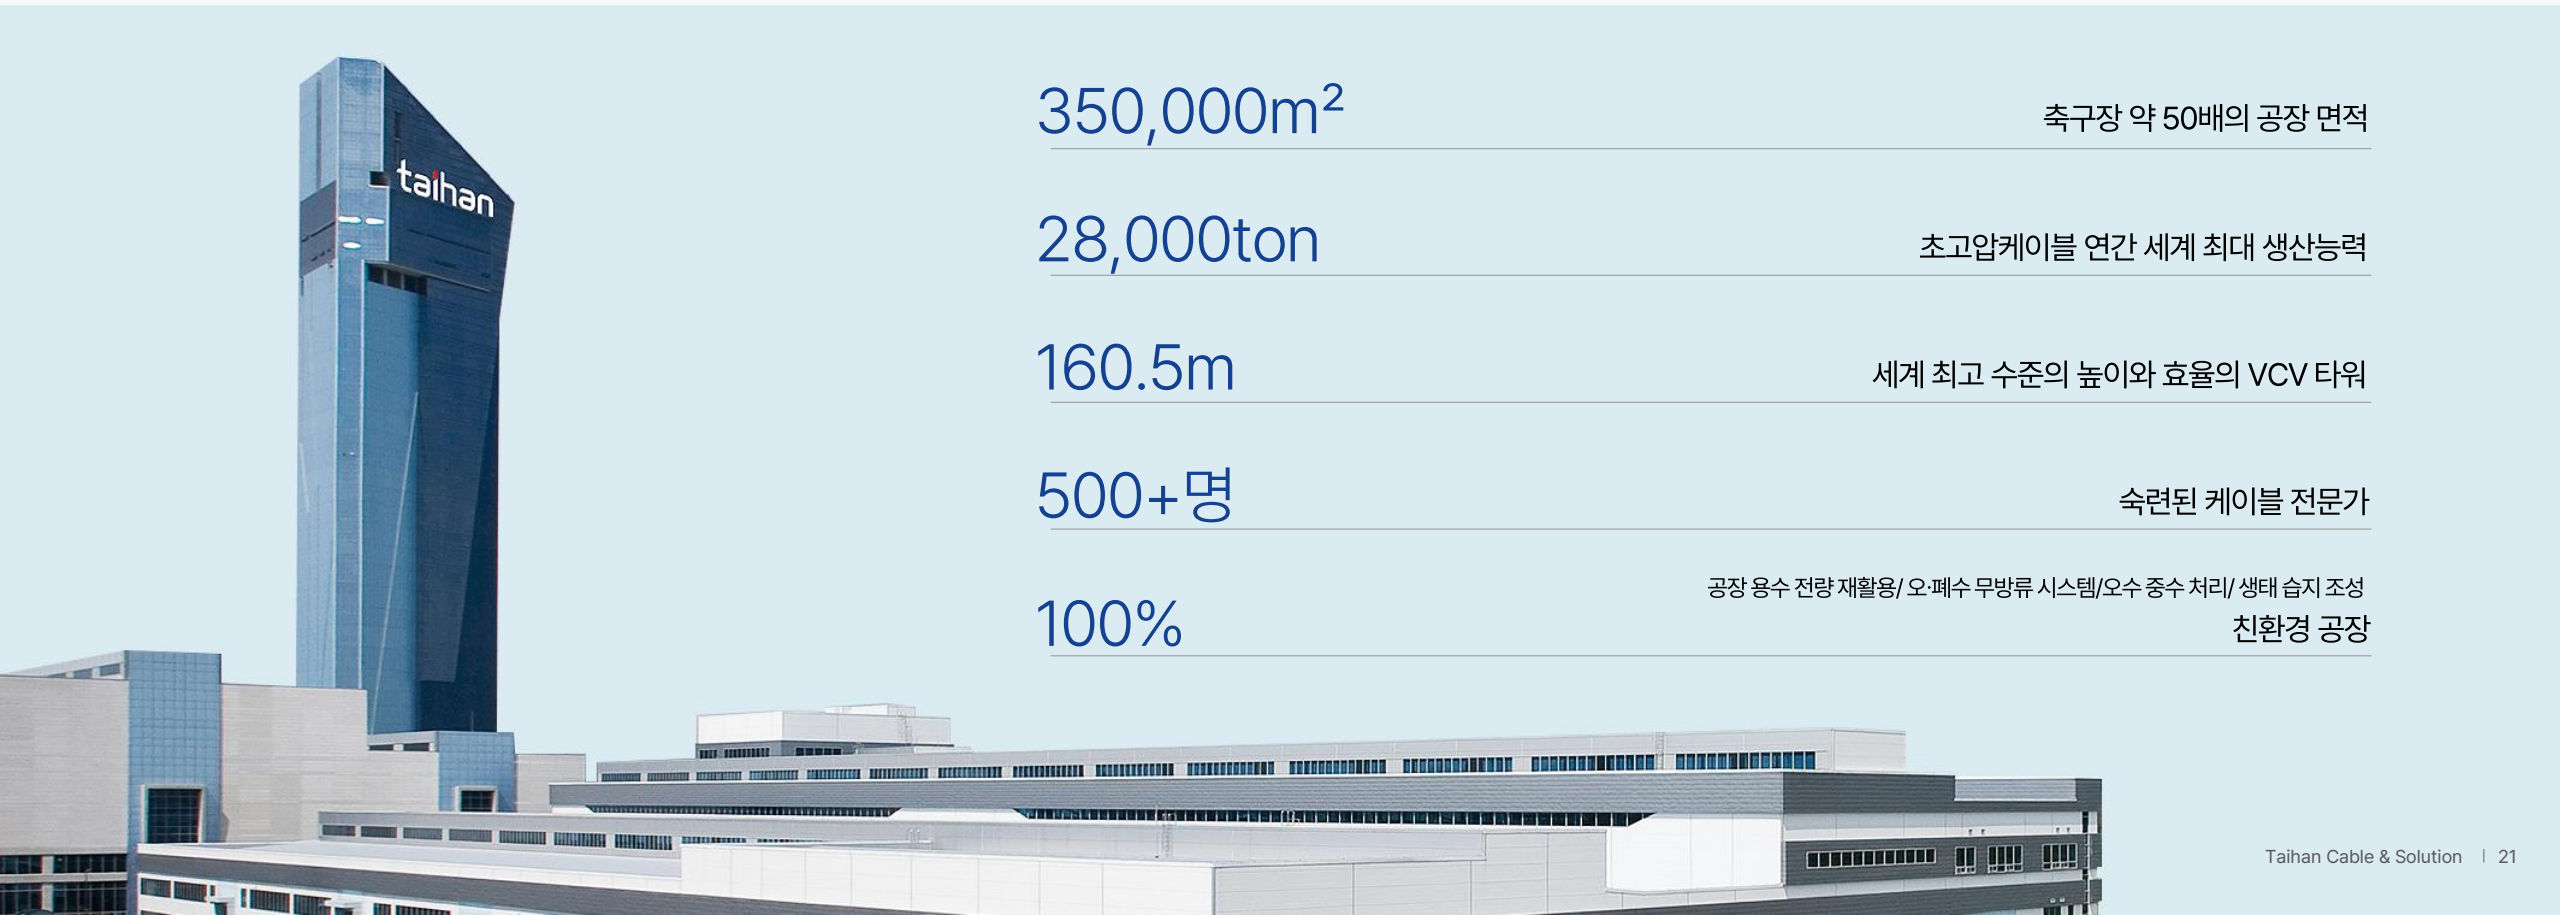 taihan
350,000m²
축구장 약 50배의 공장 면적
28,000ton
초고압케이블 연간 세계 최대 생산능력
160.5m
세계 최고 수준의 높이와 효율의 VCV 타워
500+명
숙련된 케이블 전문가
공장 용수 전량 재활용/ 오·폐수 무방류 시스템/오수 중수 처리/ 생태 습지 조성
100%
친환경 공장
Taihan Cable & Solution | 21